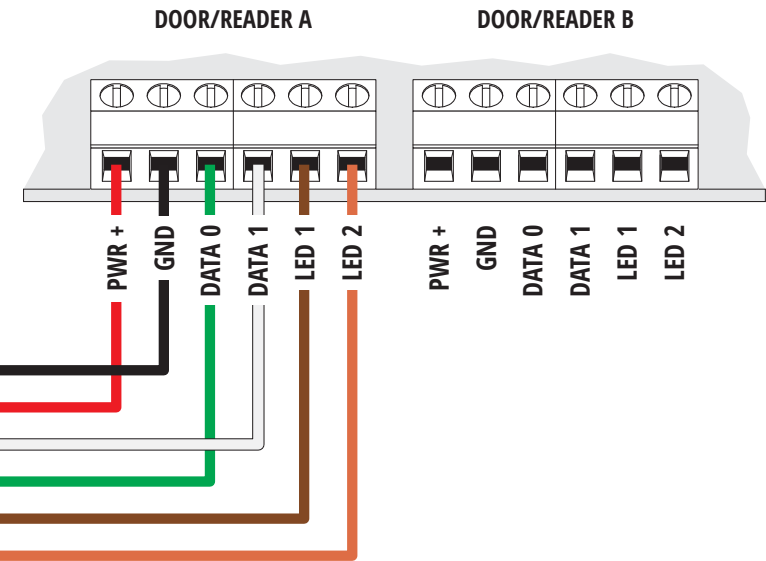 DOOR/READER A
DOOR/READER B
PWR +
GND
DATA 0
DATA 1
LED 1
LED 2
PWR +
GND
DATA 0
DATA 1
LED 1
LED 2